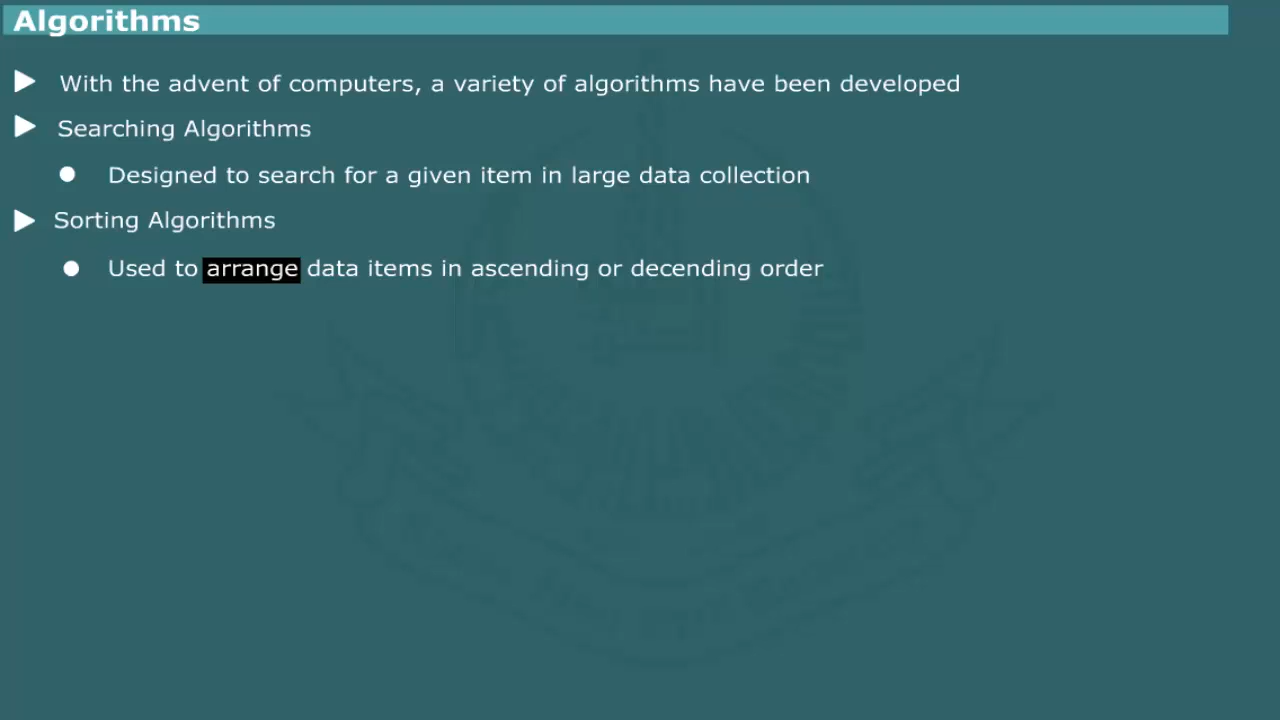 Algorithms
With the advent of computers, a variety of algorithms have been developed
Searching Algorithms
Designed to search for a given item in large data collection
Sorting Algorithms
Used to arrange data items in ascending or decending order